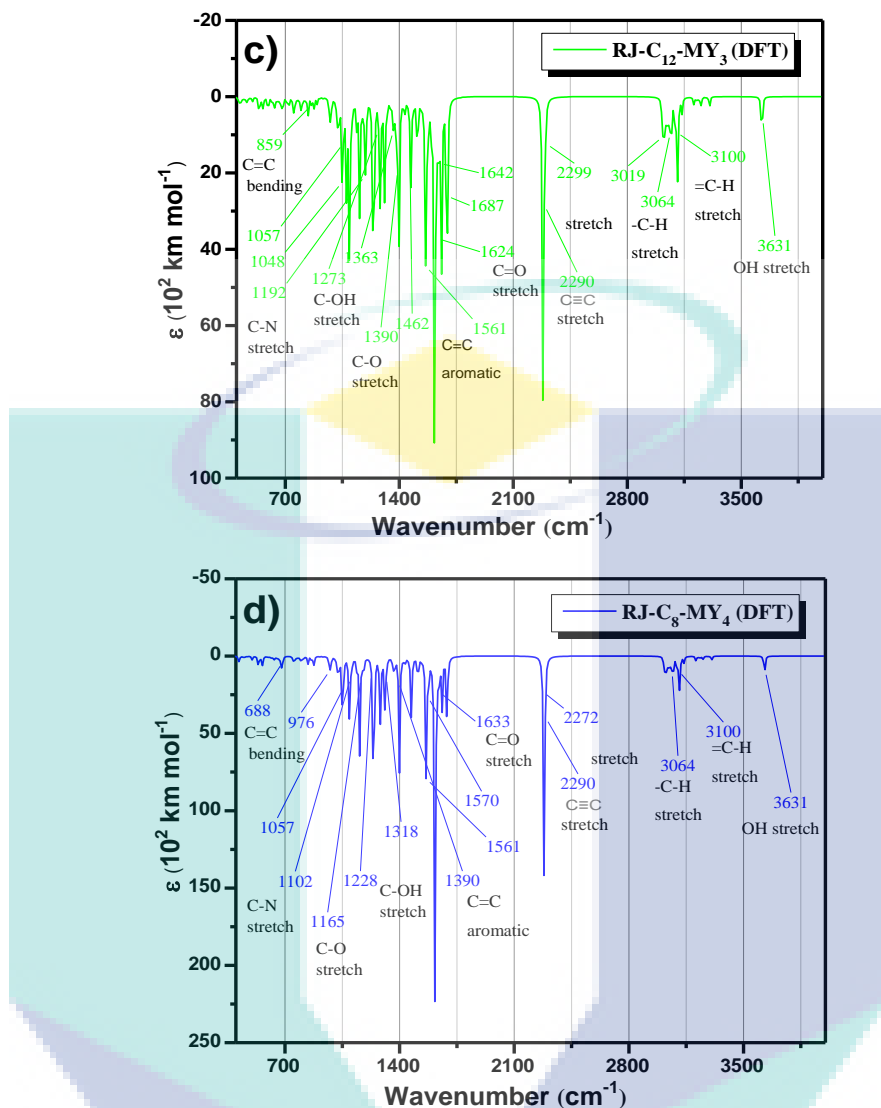 c)
RJ-C₁₂-MY₃ (DFT)
-20
0
20
40
60
80
100
ε (10² km mol⁻¹)
859
C=C
bending
1057
1048
1192
1273
363
1390
1462
1561
1624
1642
1687
C-N
stretch
C-OH
stretch
C-O
stretch
C=C
aromatic
C=O
stretch
2299
2290
C≡C
stretch
stretch
3019
3064
3100
-C-H
stretch
=C-H
stretch
3631
OH stretch
700
1400
2100
2800
3500
Wavenumber (cm⁻¹)
d)
RJ-C₈-MY₄ (DFT)
-50
0
50
100
150
200
250
ε (10² km mol⁻¹)
688
C=C
bending
976
1057
1102
1165
1228
1318
1390
1561
1570
1633
C-N
stretch
C-O
stretch
C-OH
stretch
C=C
aromatic
C=O
stretch
2272
2290
C≡C
stretch
stretch
3064
-C-H
stretch
3100
=C-H
stretch
3631
OH stretch
700
1400
2100
2800
3500
Wavenumber (cm⁻¹)